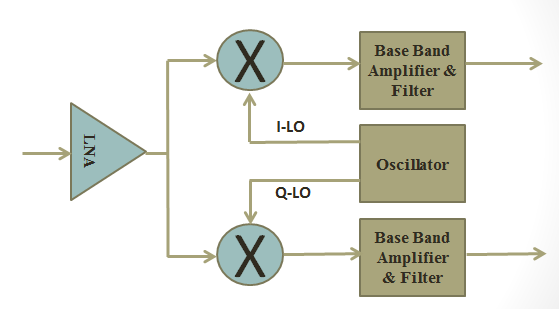 X
Base Band
Amplifier &
Filter
I-LO
LNA
Oscillator
Q-LO
X
Base Band
Amplifier
& Filter